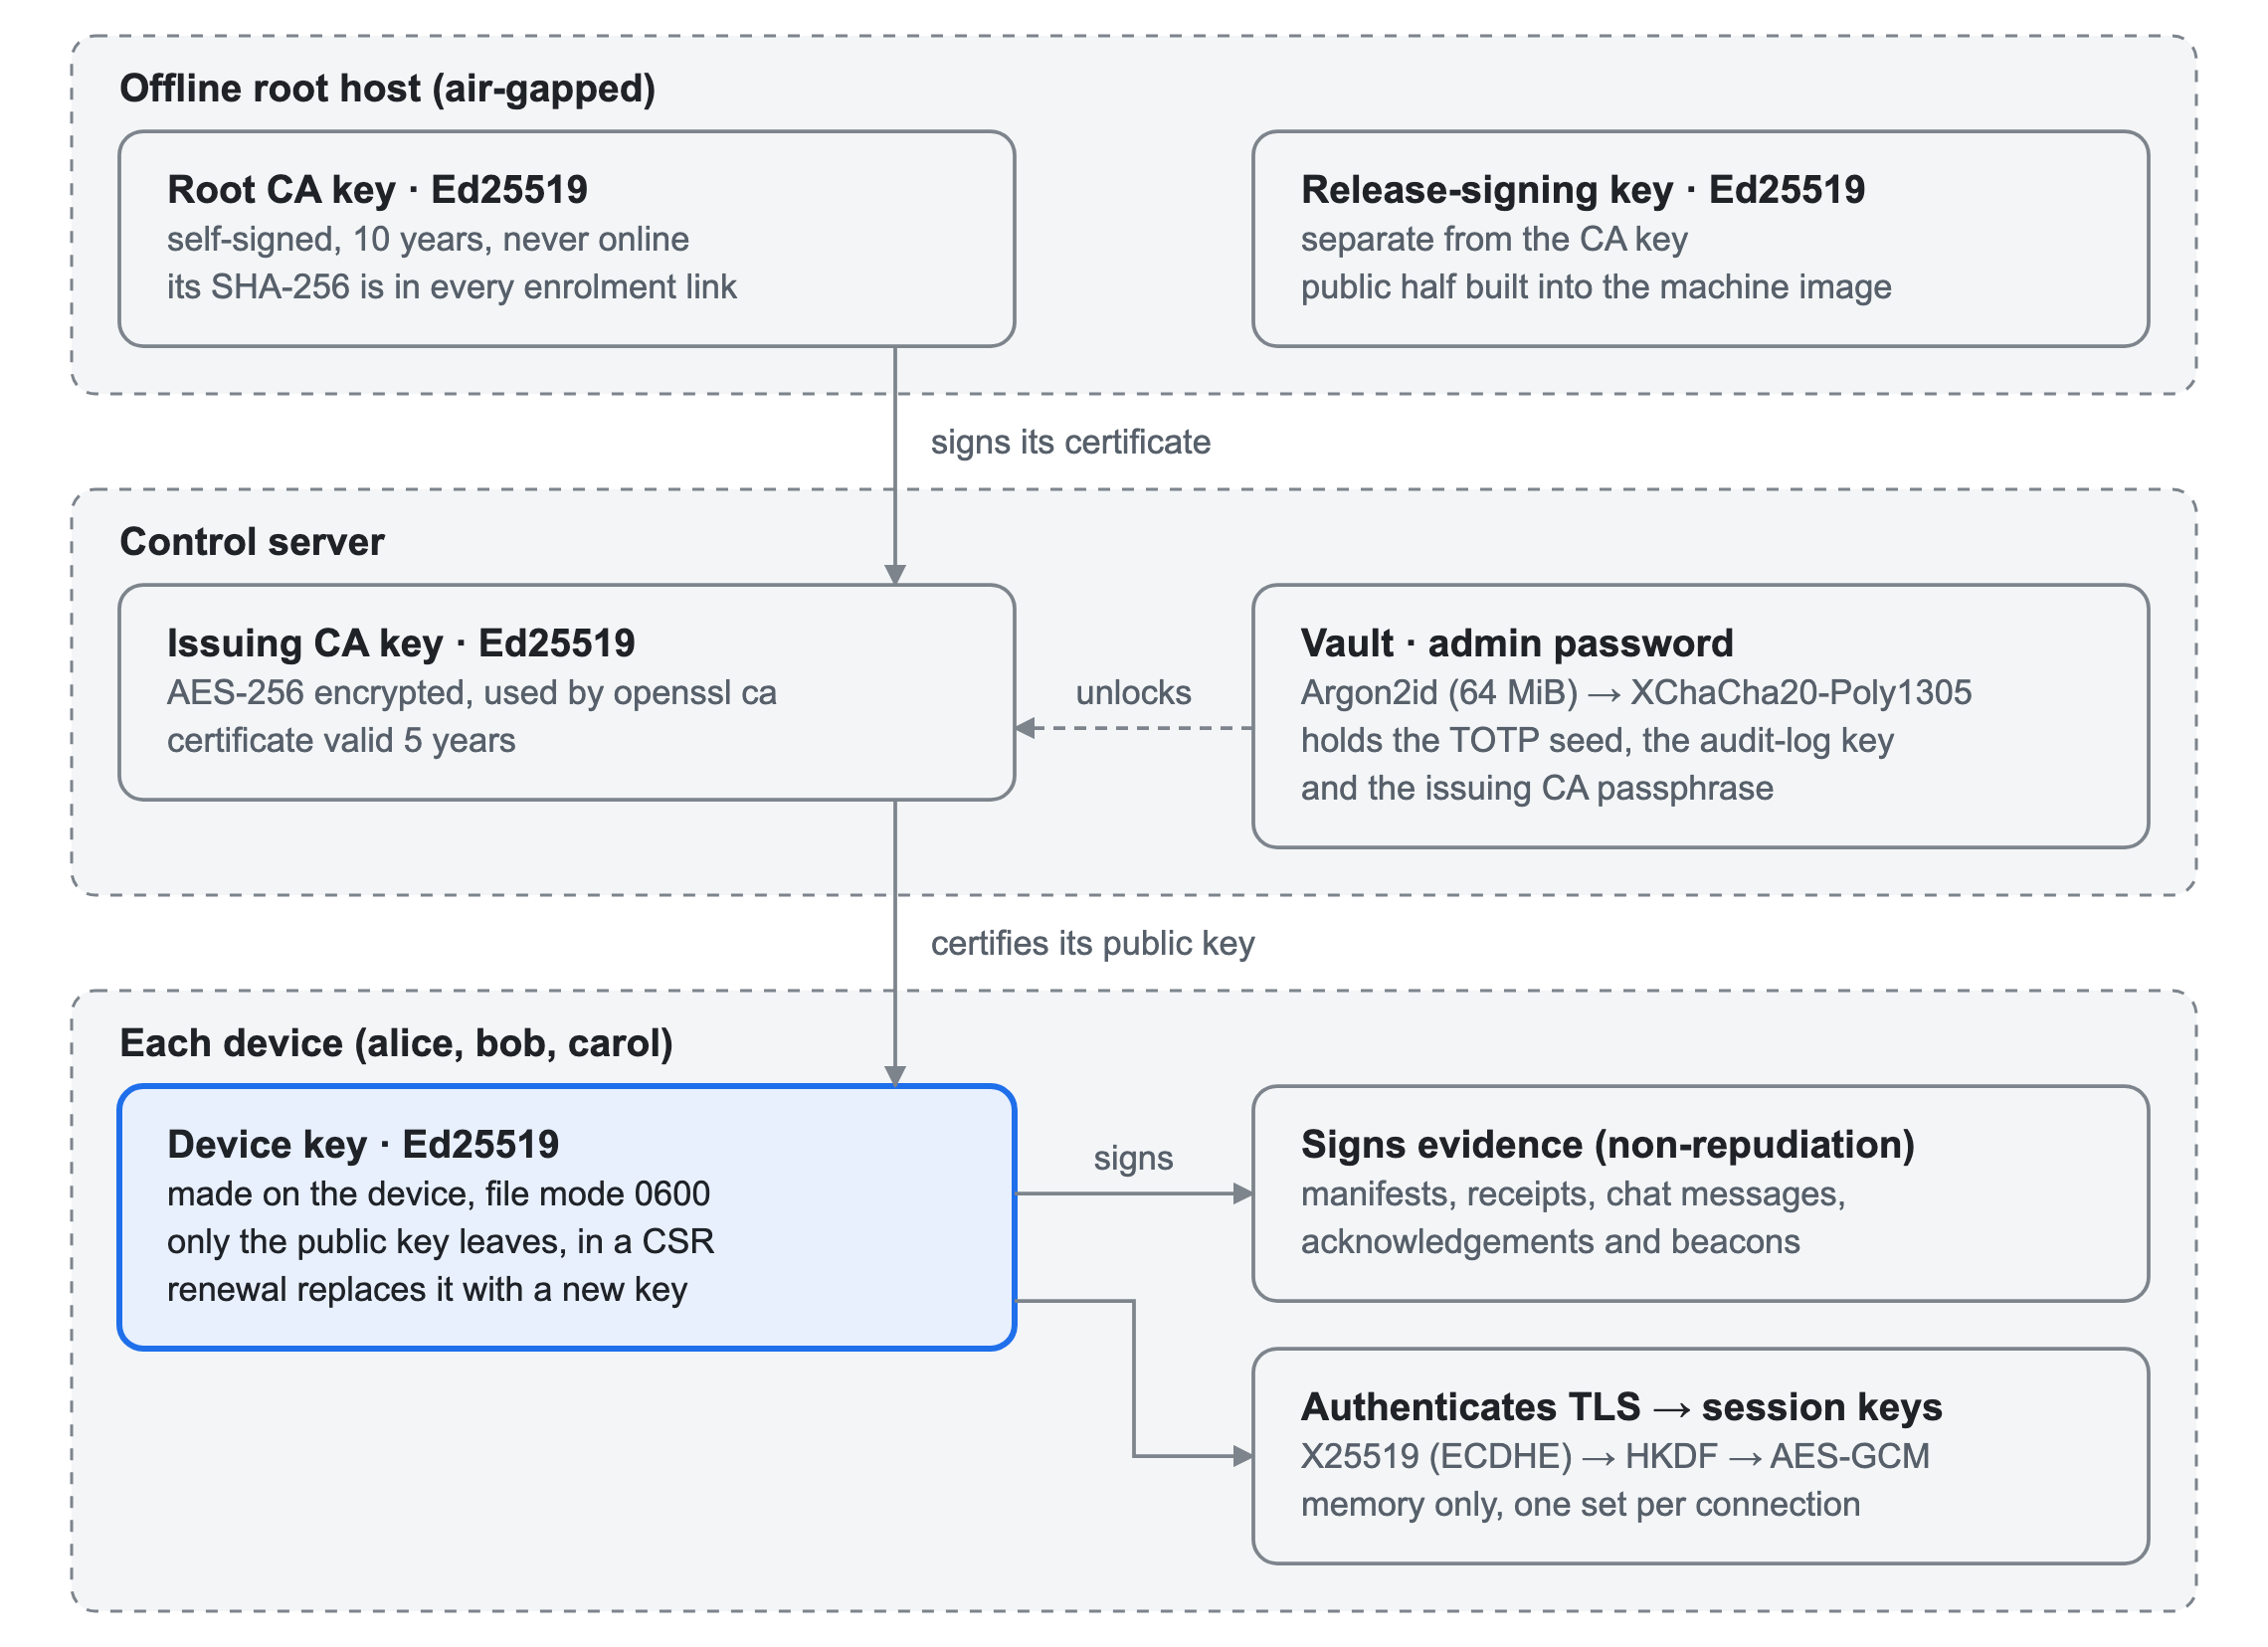 Offline root host (air-gapped)
Root CA key · Ed25519
self-signed, 10 years, never online
its SHA-256 is in every enrolment link
Release-signing key · Ed25519
separate from the CA key
public half built into the machine image
signs its certificate
Control server
Issuing CA key · Ed25519
AES-256 encrypted, used by openssl ca
certificate valid 5 years
unlocks
Vault · admin password
Argon2id (64 MiB) → XChaCha20-Poly1305
holds the TOTP seed, the audit-log key
and the issuing CA passphrase
certifies its public key
Each device (alice, bob, carol)
Device key · Ed25519
made on the device, file mode 0600
only the public key leaves, in a CSR
renewal replaces it with a new key
signs
Signs evidence (non-repudiation)
manifests, receipts, chat messages,
acknowledgements and beacons
Authenticates TLS → session keys
X25519 (ECDHE) → HKDF → AES-GCM
memory only, one set per connection